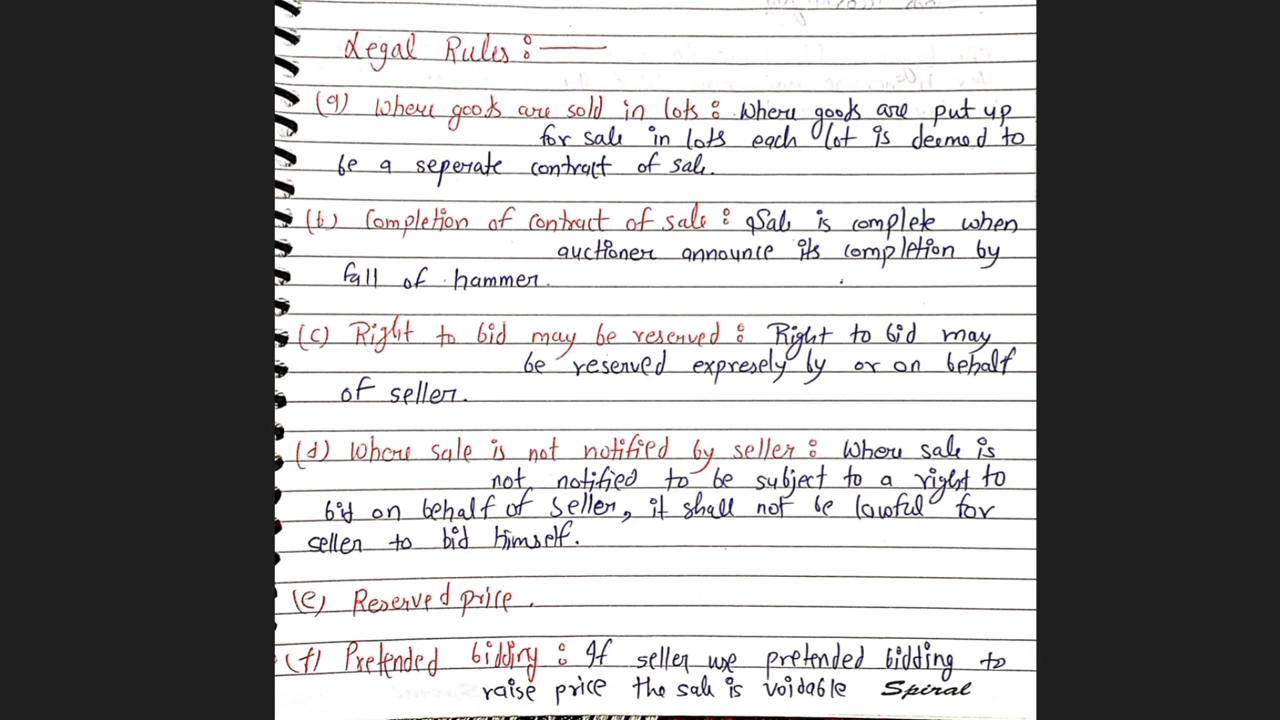 Legal Rules :—
(a) Where goods are sold in lots : Where goods are put up
for sale in lots each lot is deemed to
be a seperate contract of sale.
(b) Completion of contract of sale : Sale is complete when
auctioner announce its completion by
fall of hammer.
(c) Right to bid may be reserved : Right to bid may
be reserved expresely by or on behalf
of seller.
(d) Where sale is not notified by seller : Where sale is
not notified to be subject to a right to
bid on behalf of seller, it shall not be lawful for
seller to bid himself.
(e) Reserved price.
(f) Pretended bidding : If seller use pretended bidding to
raise price the sale is voidable Spiral